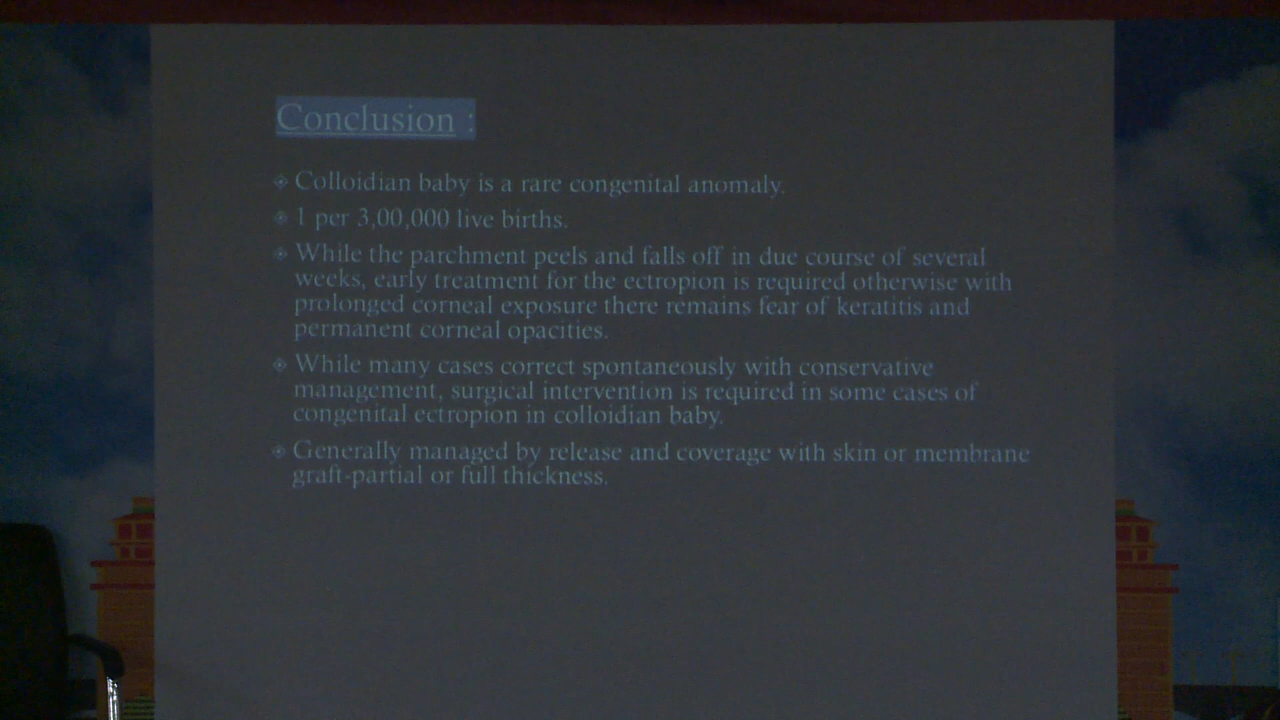 Conclusion :
Colloidian baby is a rare congenital anomaly.
1 per 3,00,000 live births.
While the parchment peels and falls off in due course of several
weeks, early treatment for the ectropion is required otherwise with
prolonged corneal exposure there remains fear of keratitis and
permanent corneal opacities.
While many cases correct spontaneously with conservative
management, surgical intervention is required in some cases of
congenital ectropion in colloidian baby.
Generally managed by release and coverage with skin or membrane
graft-partial or full thickness.